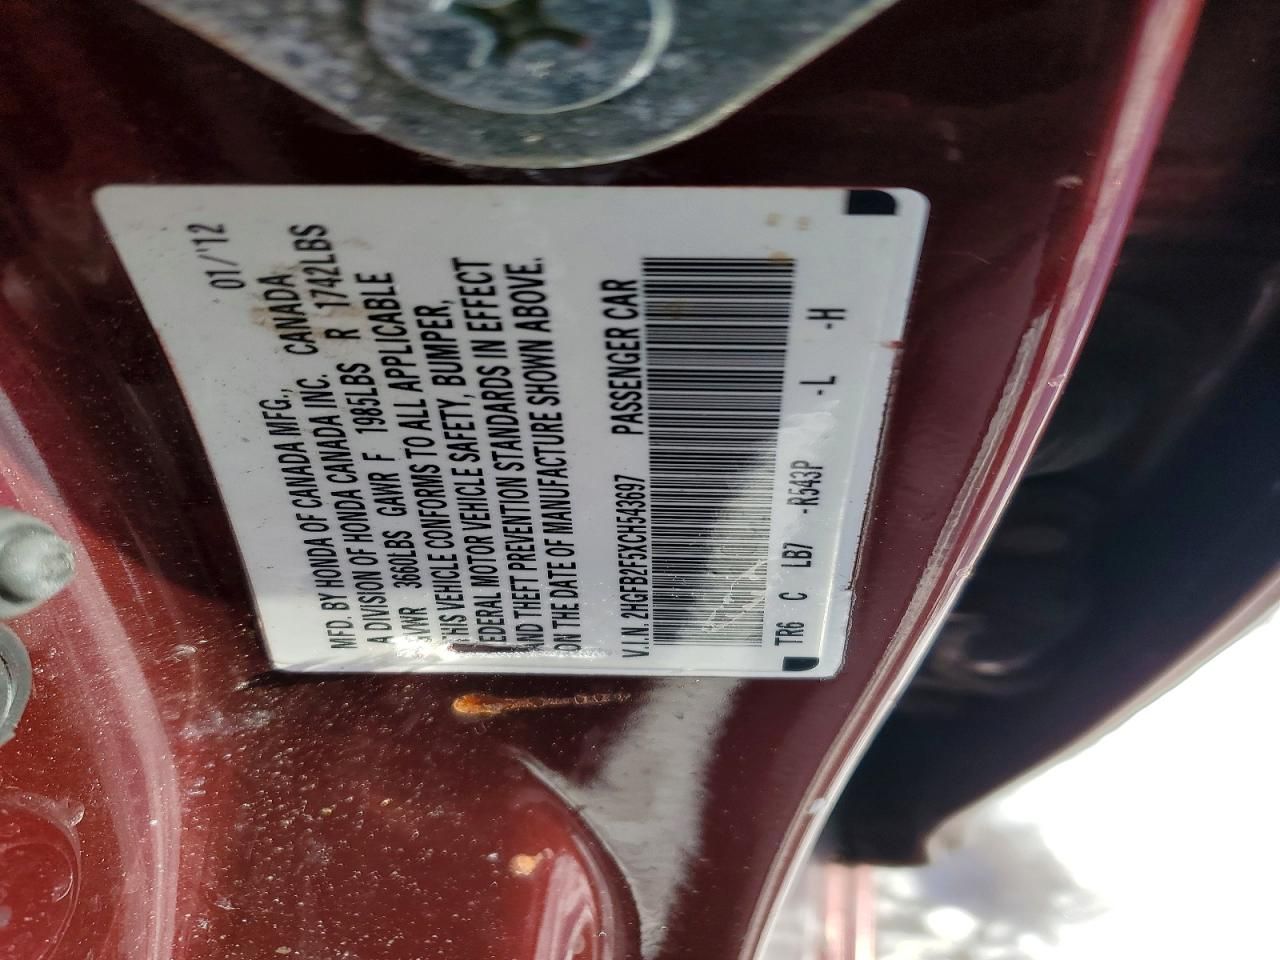 01/'12
MFD. BY HONDA OF CANADA MFG., CANADA,
A DIVISION OF HONDA CANADA INC.
GVWR 3660LBS GAWR F 1985LBS R 1742LBS
THIS VEHICLE CONFORMS TO ALL APPLICABLE
FEDERAL MOTOR VEHICLE SAFETY, BUMPER,
AND THEFT PREVENTION STANDARDS IN EFFECT
ON THE DATE OF MANUFACTURE SHOWN ABOVE.
V.I.N. 2HGFB2F5XCH543697 PASSENGER CAR
TR6 C LB7 -R543P -L -H